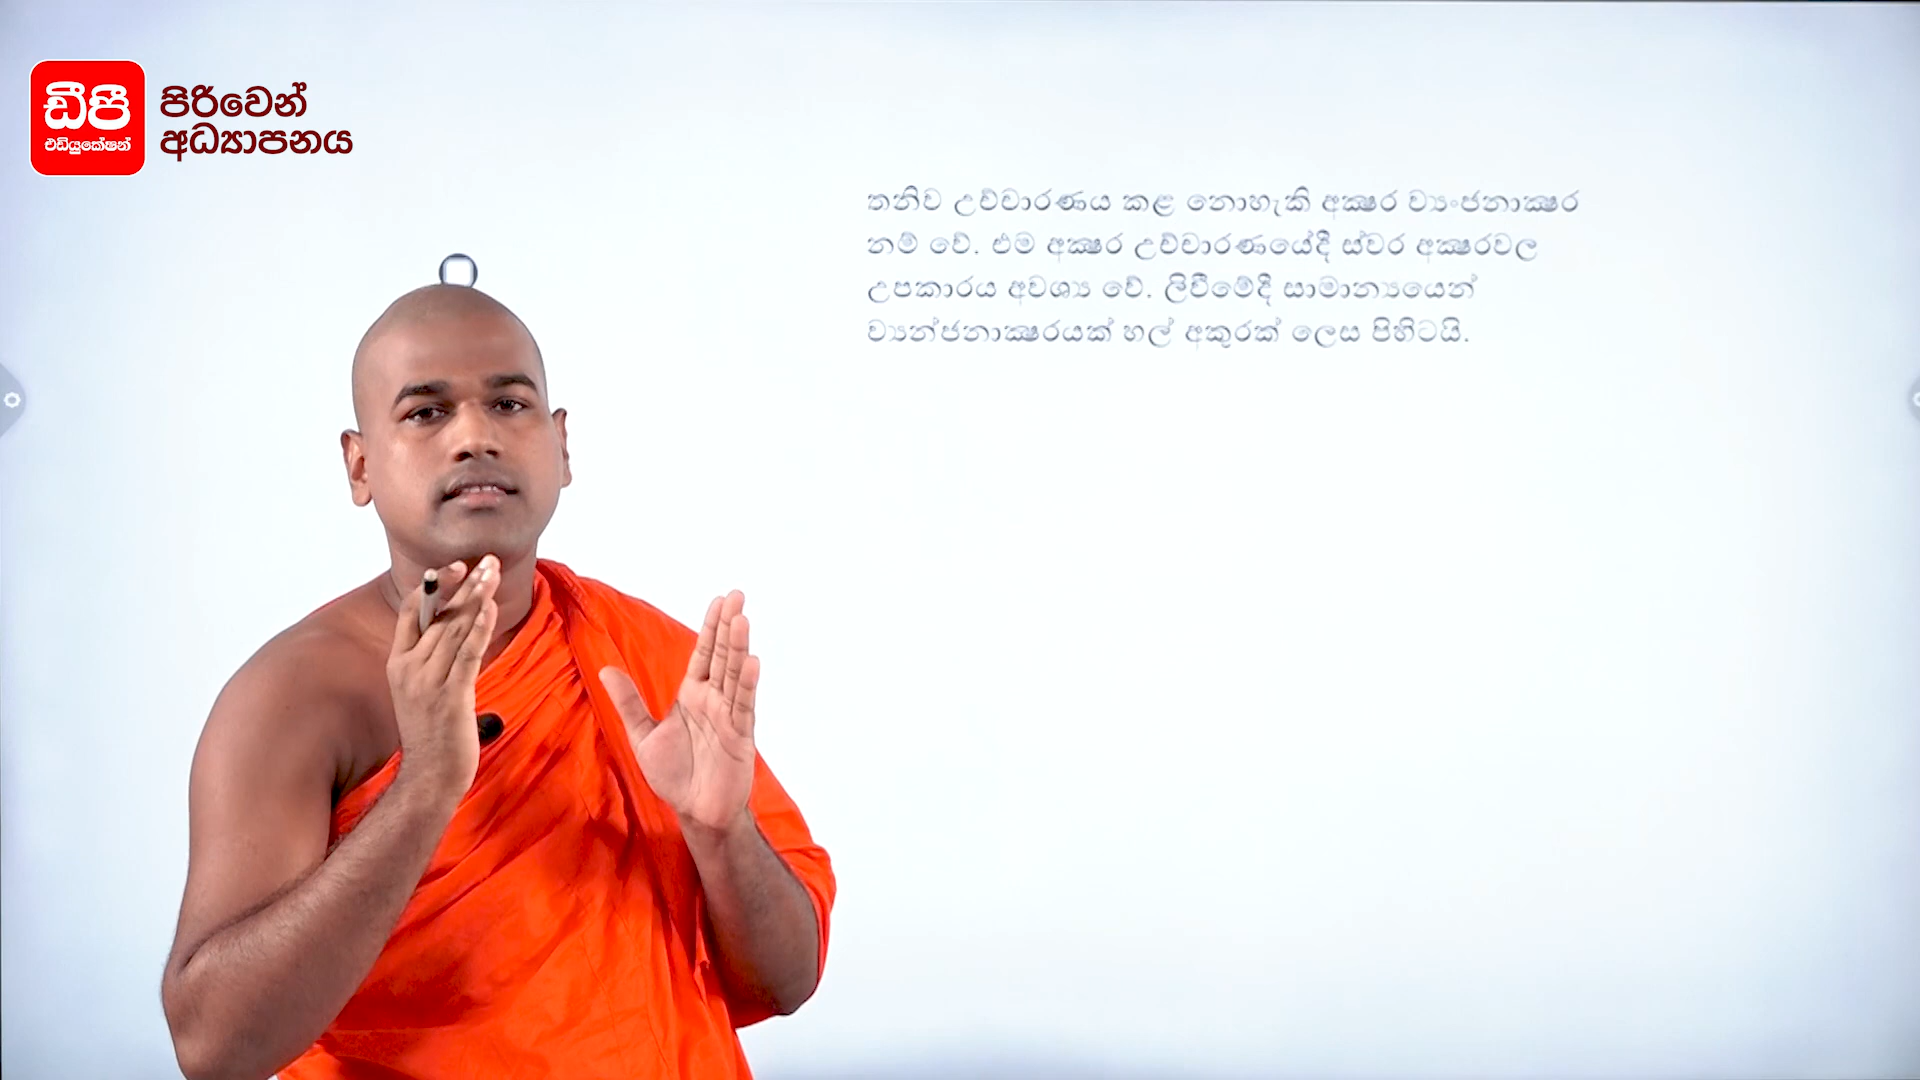 ඩීපී
එඩියුකේෂන්
පිරිවෙන්
අධ්‍යාපනය
තනිව උච්චාරණය කළ නොහැකි අක්‍ෂර ව්‍යංජනාක්‍ෂර
නම් වේ. එම අක්‍ෂර උච්චාරණයේදී ස්වර අක්‍ෂරවල
උපකාරය අවශ්‍ය වේ. ලිවීමේදී සාමාන්‍යයෙන්
ව්‍යන්ජනාක්‍ෂරයක් හල් අකුරක් ලෙස පිහිටයි.